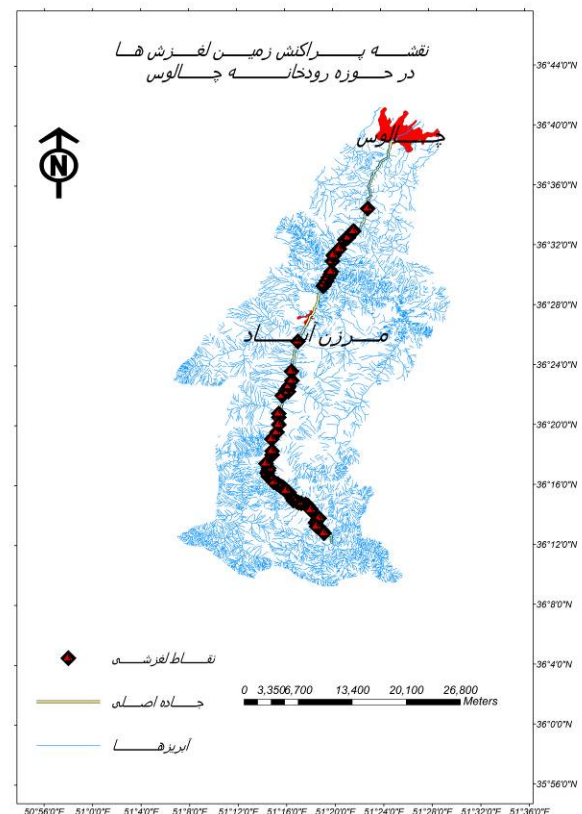 نقشه پراکنش زمین لغزش ها
در حوزه رودخانه چالوس
36°44'0"N
36°40'0"N
چالوس
36°36'0"N
N
36°32'0"N
36°28'0"N
مرزن آباد
36°24'0"N
36°20'0"N
36°16'0"N
36°12'0"N
36°8'0"N
36°4'0"N
نقاط لغزشی
جاده اصلی
آبریزها
0 3,350 6,700 13,400 20,100 26,800
Meters
36°0'0"N
35°56'0"N
50°56'0"E 51°0'0"E 51°4'0"E 51°8'0"E 51°12'0"E 51°16'0"E 51°20'0"E 51°24'0"E 51°28'0"E 51°32'0"E 51°36'0"E